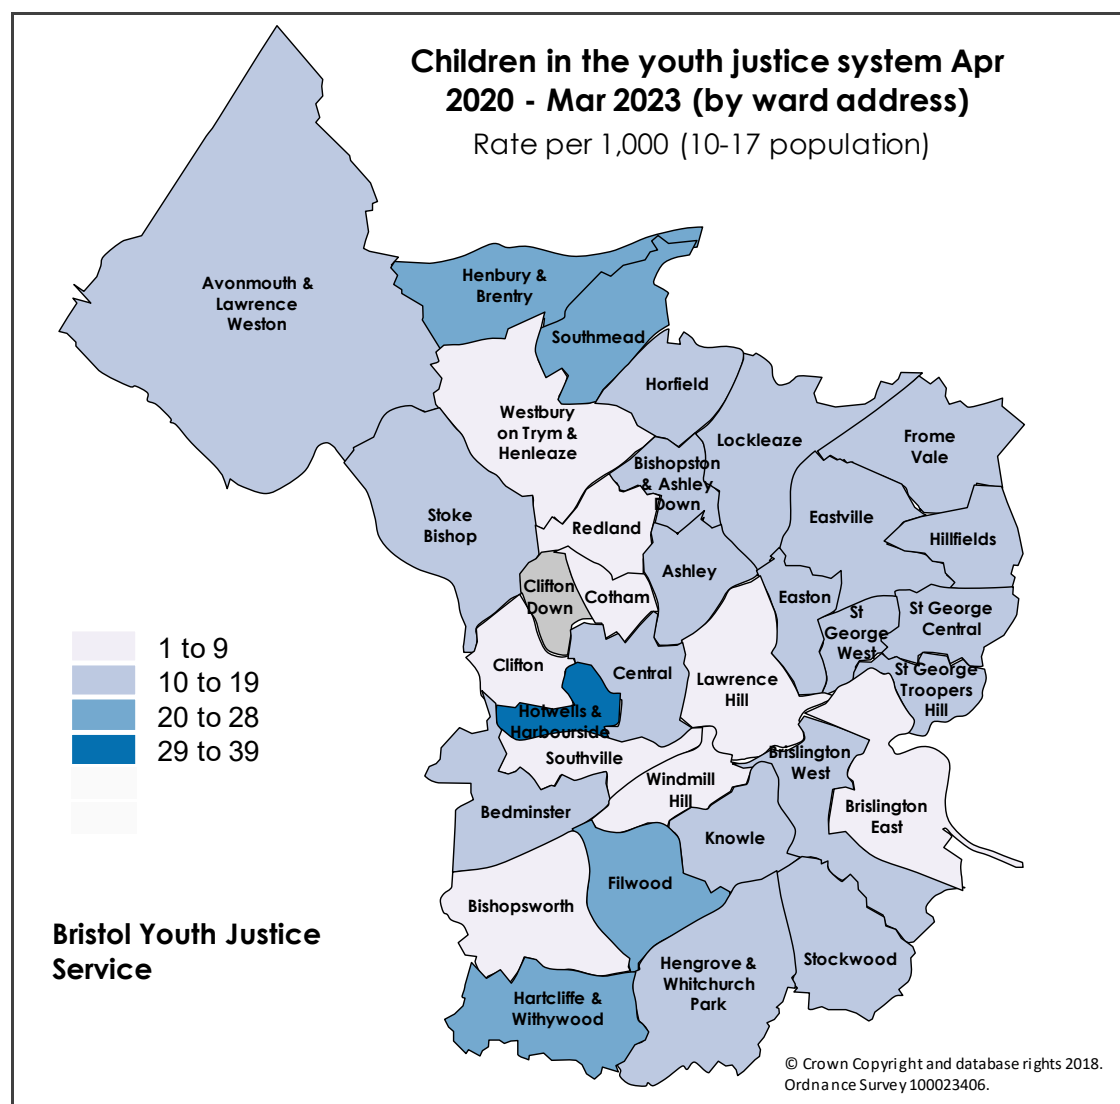 Children in the youth justice system Apr
2020 - Mar 2023 (by ward address)
Rate per 1,000 (10-17 population)
Avonmouth &
Lawrence
Weston
Henbury &
Brentry
Southmead
Horfield
Westbury
on Trym &
Henleaze
Lockleaze
Frome
Vale
Bishopston
& Ashley
Down
Stoke
Bishop
Redland
Eastville
Hillfields
Ashley
Clifton
Down
Cotham
Easton
St
George
West
St George
Central
Clifton
Central
Lawrence
Hill
St George
Troopers
Hill
Hotwells &
Harbourside
Southville
Windmill
Hill
Brislington
West
Brislington
East
Bedminster
Knowle
Filwood
Bishopsworth
Stockwood
Hengrove &
Whitchurch
Park
Hartcliffe &
Withywood
1 to 9
10 to 19
20 to 28
29 to 39
Bristol Youth Justice
Service
© Crown Copyright and database rights 2018.
Ordnance Survey 100023406.